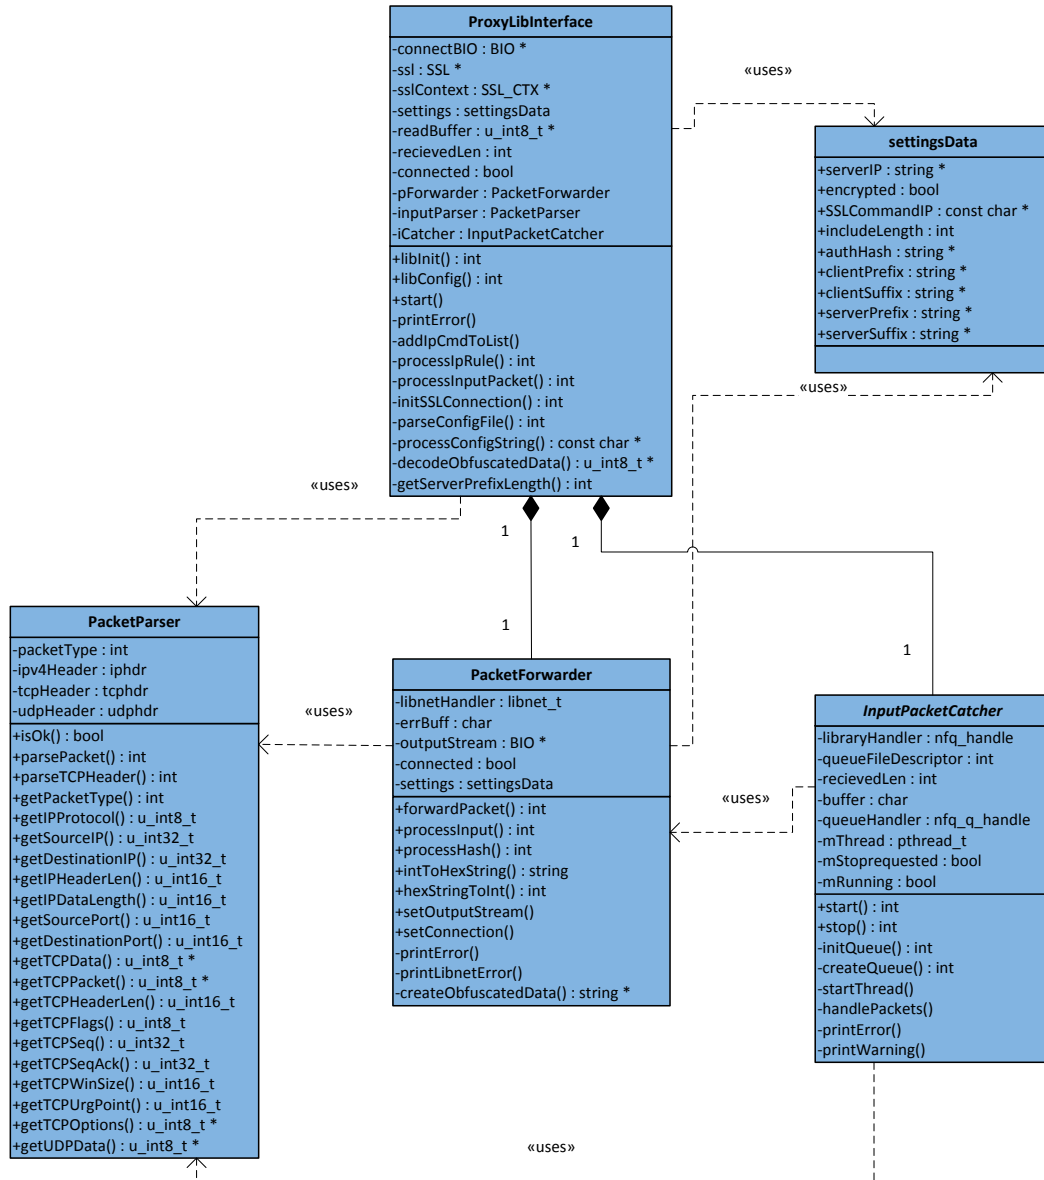 ProxyLibInterface
-connectBIO : BIO *
-ssl : SSL *
-sslContext : SSL_CTX *
-settings : settingsData
-readBuffer : u_int8_t *
-recievedLen : int
-connected : bool
-pForwarder : PacketForwarder
-inputParser : PacketParser
-iCatcher : InputPacketCatcher
+libInit() : int
+libConfig() : int
+start()
-printError()
-addIpCmdToList()
-processIpRule() : int
-processInputPacket() : int
-initSSLConnection() : int
-parseConfigFile() : int
-processConfigString() : const char *
-decodeObfuscatedData() : u_int8_t *
-getServerPrefixLength() : int
«uses»
settingsData
+serverIP : string *
+encrypted : bool
+SSLCommandIP : const char *
+includeLength : int
+authHash : string *
+clientPrefix : string *
+clientSuffix : string *
+serverPrefix : string *
+serverSuffix : string *
«uses»
«uses»
1
1
1
1
PacketParser
-packetType : int
-ipv4Header : iphdr
-tcpHeader : tcphdr
-udpHeader : udphdr
+isOk() : bool
+parsePacket() : int
+parseTCPHeader() : int
+getPacketType() : int
+getIPProtocol() : u_int8_t
+getSourceIP() : u_int32_t
+getDestinationIP() : u_int32_t
+getIPHeaderLen() : u_int16_t
+getIPDataLength() : u_int16_t
+getSourcePort() : u_int16_t
+getDestinationPort() : u_int16_t
+getTCPData() : u_int8_t *
+getTCPPacket() : u_int8_t *
+getTCPHeaderLen() : u_int16_t
+getTCPFlags() : u_int8_t
+getTCPSeq() : u_int32_t
+getTCPSeqAck() : u_int32_t
+getTCPWinSize() : u_int16_t
+getTCPUrgPoint() : u_int16_t
+getTCPOptions() : u_int8_t *
+getUDPData() : u_int8_t *
«uses»
PacketForwarder
-libnetHandler : libnet_t
-errBuff : char
-outputStream : BIO *
-connected : bool
-settings : settingsData
+forwardPacket() : int
+processInput() : int
+processHash() : int
+intToHexString() : string
+hexStringToInt() : int
+setOutputStream()
+setConnection()
-printError()
-printLibnetError()
-createObfuscatedData() : string *
«uses»
InputPacketCatcher
-libraryHandler : nfq_handle
-queueFileDescriptor : int
-recievedLen : int
-buffer : char
-queueHandler : nfq_q_handle
-mThread : pthread_t
-mStoprequested : bool
-mRunning : bool
+start() : int
+stop() : int
-initQueue() : int
-createQueue() : int
-startThread()
-handlePackets()
-printError()
-printWarning()
«uses»